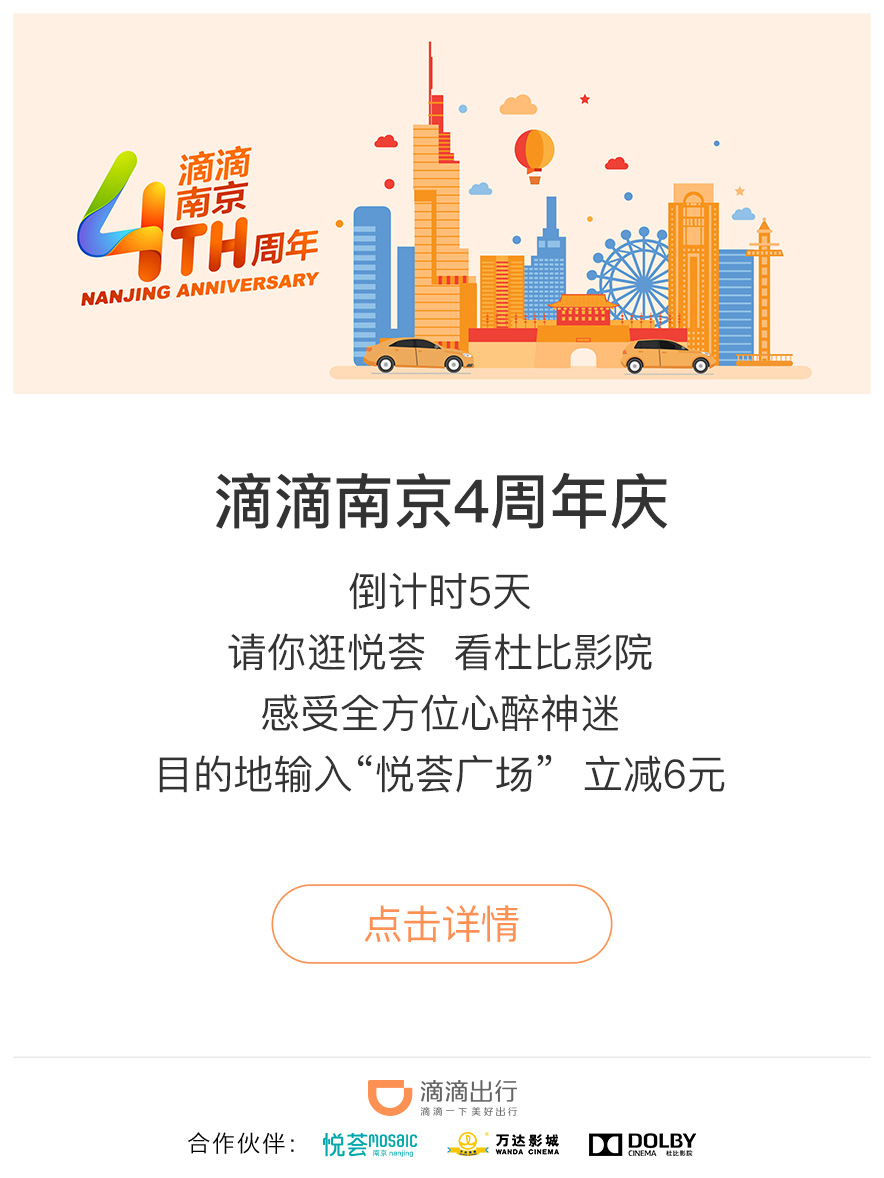 滴滴
南京
4TH周年
NANJING ANNIVERSARY
滴滴南京4周年庆
倒计时5天
请你逛悦荟 看杜比影院
感受全方位心醉神迷
目的地输入“悦荟广场” 立减6元
点击详情
滴滴出行
滴滴一下 美好出行
合作伙伴：
悦荟MOSAIC
南京 nanjing
万达影城
WANDA CINEMA
DOLBY
CINEMA 杜比影院